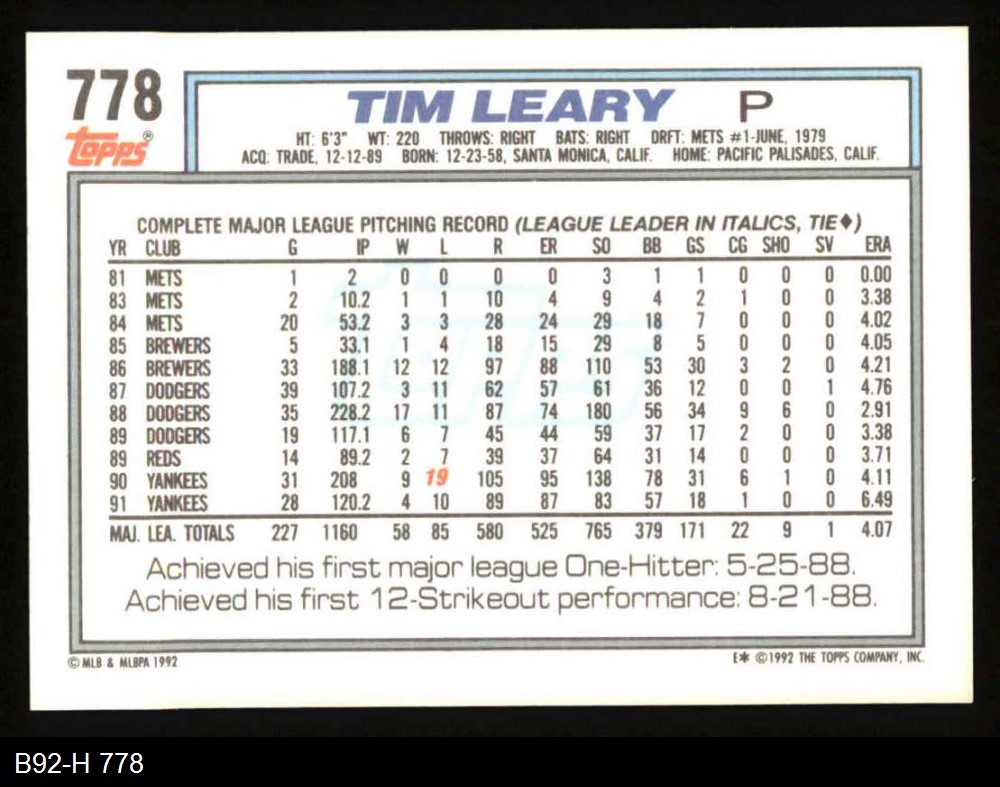 778
topps®
TIM LEARY P
HT: 6'3" WT: 220 THROWS: RIGHT BATS: RIGHT DRFT: METS #1-JUNE, 1979
ACQ: TRADE, 12-12-89 BORN: 12-23-58, SANTA MONICA, CALIF. HOME: PACIFIC PALISADES, CALIF.
COMPLETE MAJOR LEAGUE PITCHING RECORD (LEAGUE LEADER IN ITALICS, TIE♦)
YR CLUB G IP W L R ER SO BB GS CG SHO SV ERA
81 METS 1 2 0 0 0 0 3 1 1 0 0 0 0.00
83 METS 2 10.2 1 1 10 4 9 4 2 1 0 0 3.38
84 METS 20 53.2 3 3 28 24 29 18 7 0 0 0 4.02
85 BREWERS 5 33.1 1 4 18 15 29 8 5 0 0 0 4.05
86 BREWERS 33 188.1 12 12 97 88 110 53 30 3 2 0 4.21
87 DODGERS 39 107.2 3 11 62 57 61 36 12 0 0 1 4.76
88 DODGERS 35 228.2 17 11 87 74 180 56 34 9 6 0 2.91
89 DODGERS 19 117.1 6 7 45 44 59 37 17 2 0 0 3.38
89 REDS 14 89.2 2 7 39 37 64 31 14 0 0 0 3.71
90 YANKEES 31 208 9 19 105 95 138 78 31 6 1 0 4.11
91 YANKEES 28 120.2 4 10 89 87 83 57 18 1 0 0 6.49
MAJ. LEA. TOTALS 227 1160 58 85 580 525 765 379 171 22 9 1 4.07
Achieved his first major league One-Hitter: 5-25-88.
Achieved his first 12-Strikeout performance: 8-21-88.
© MLB & MLBPA 1992 E* ©1992 THE TOPPS COMPANY, INC.
B92-H 778